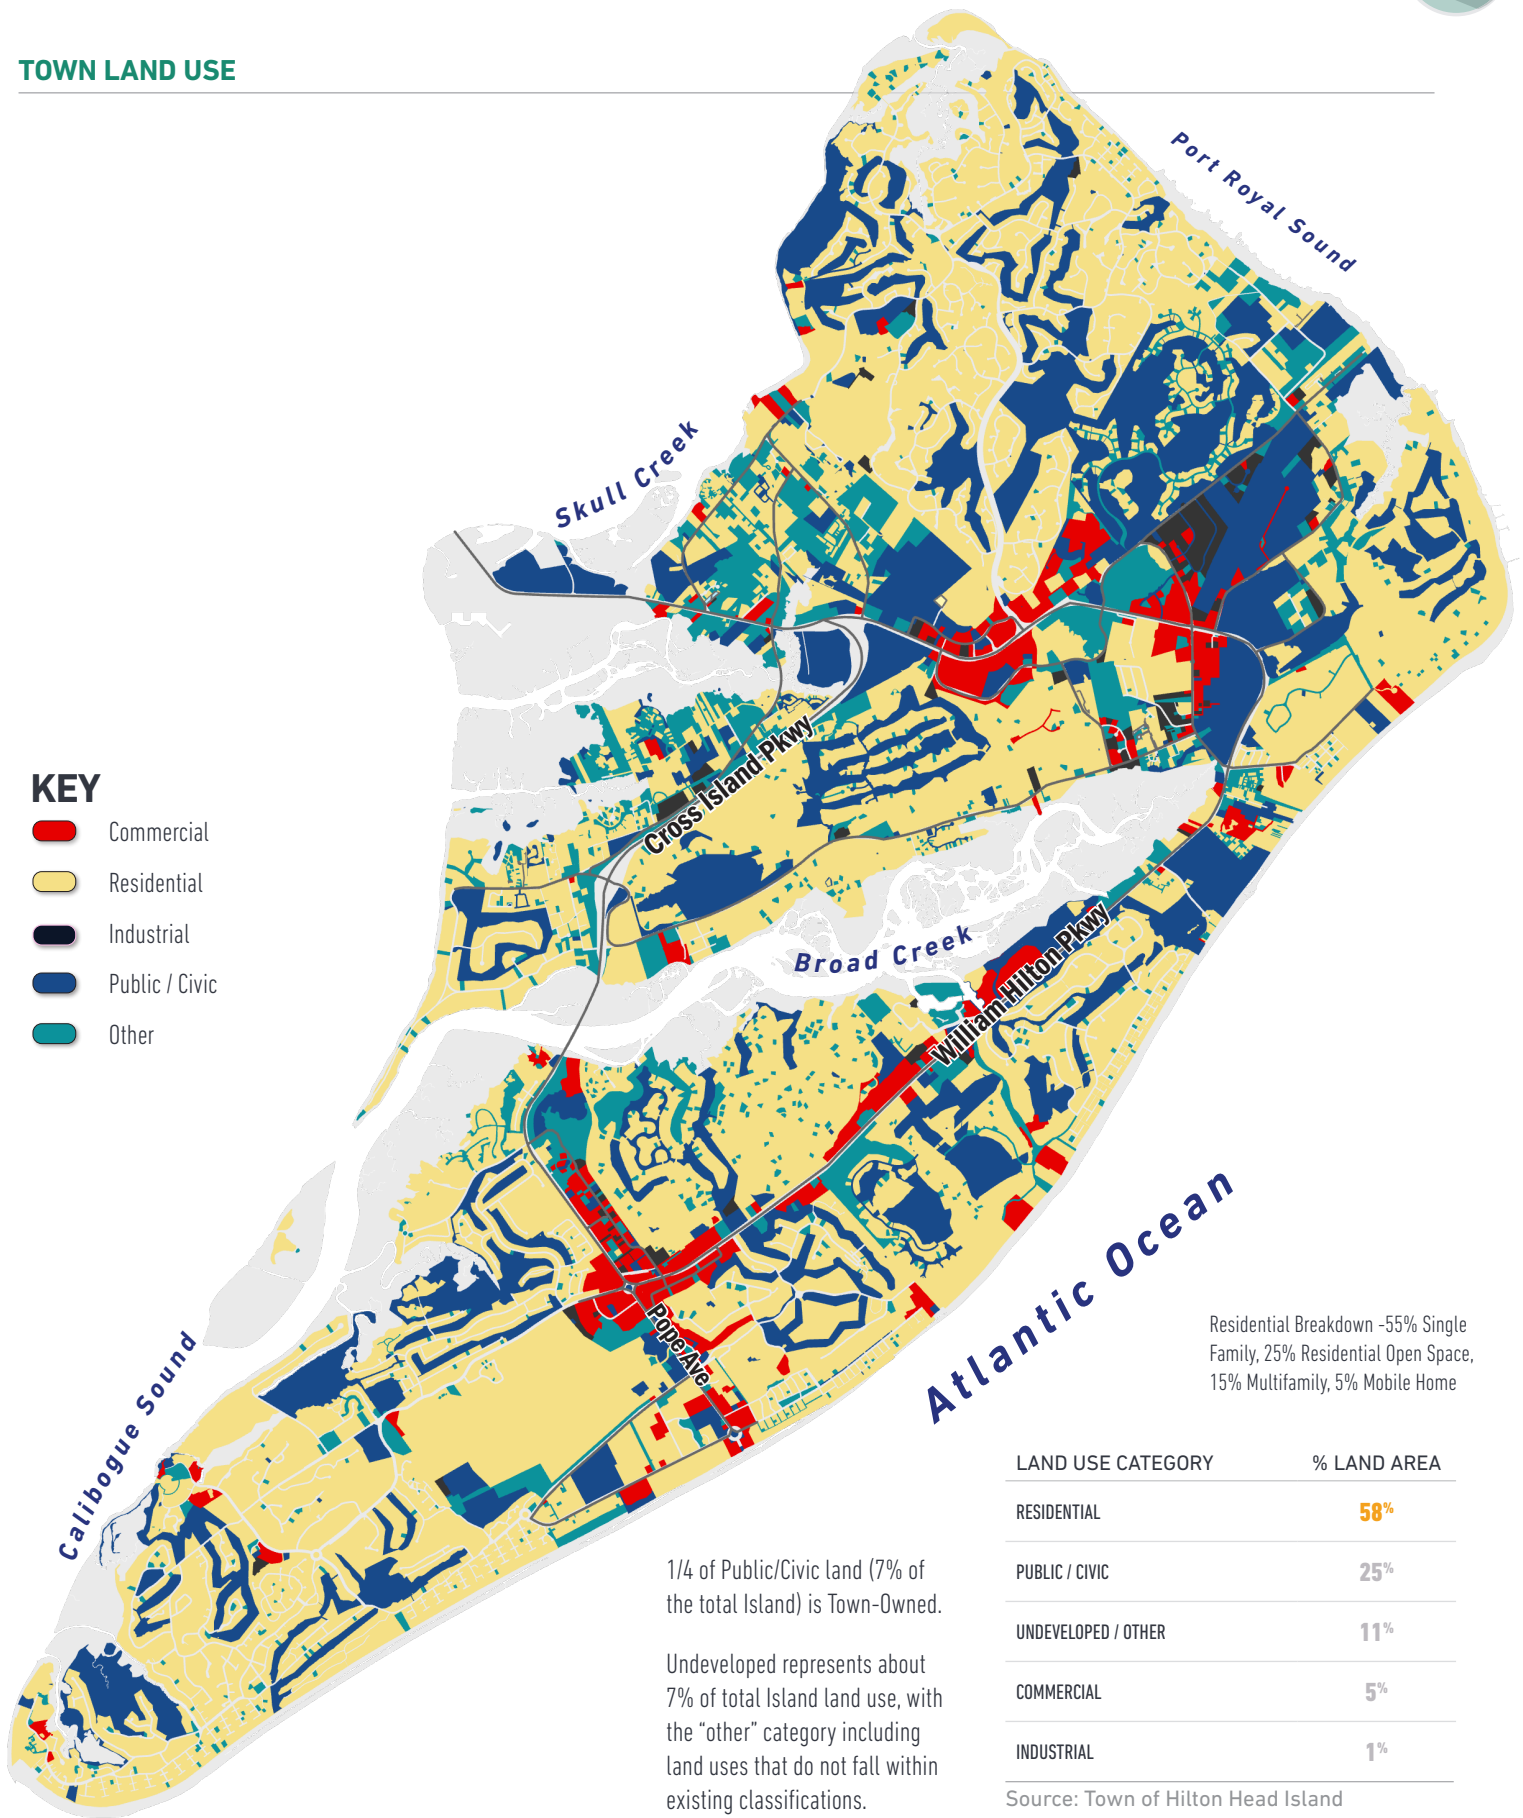 TOWN LAND USE
Port Royal Sound
Skull Creek
Cross Island Pkwy
KEY
Commercial
Residential
Industrial
Public / Civic
Other
Broad Creek
William Hilton Pkwy
Atlantic Ocean
Pope Ave
Calibogue Sound
Residential Breakdown -55% Single
Family, 25% Residential Open Space,
15% Multifamily, 5% Mobile Home
LAND USE CATEGORY % LAND AREA
RESIDENTIAL 58%
PUBLIC / CIVIC 25%
UNDEVELOPED / OTHER 11%
COMMERCIAL 5%
INDUSTRIAL 1%
Source: Town of Hilton Head Island
1/4 of Public/Civic land (7% of
the total Island) is Town-Owned.
Undeveloped represents about
7% of total Island land use, with
the “other” category including
land uses that do not fall within
existing classifications.